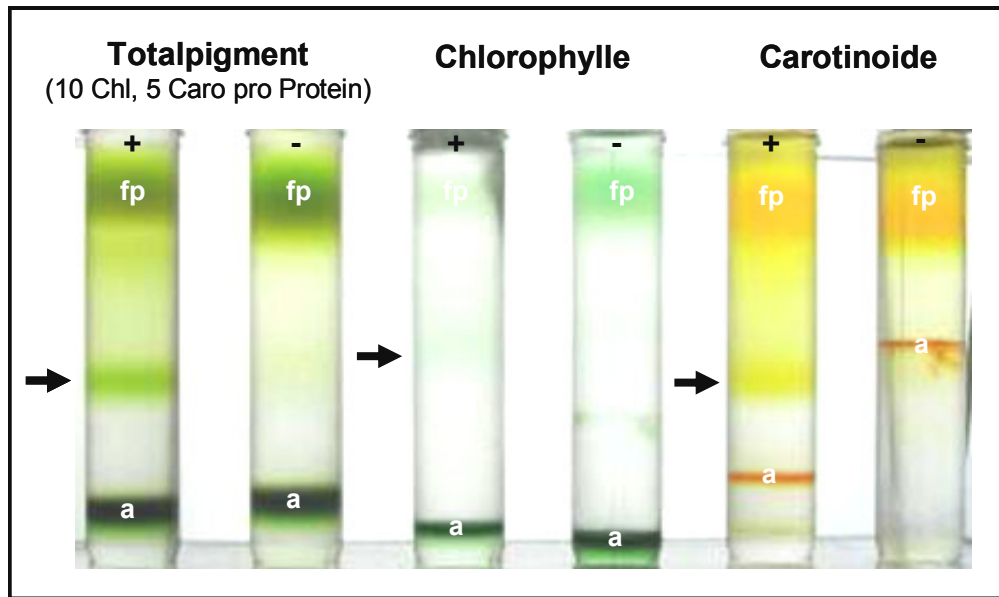 Totalpigment
(10 Chl, 5 Caro pro Protein)
Chlorophylle
Carotinoide
+ - + - + -
fp fp fp fp fp fp
a
a a a a a